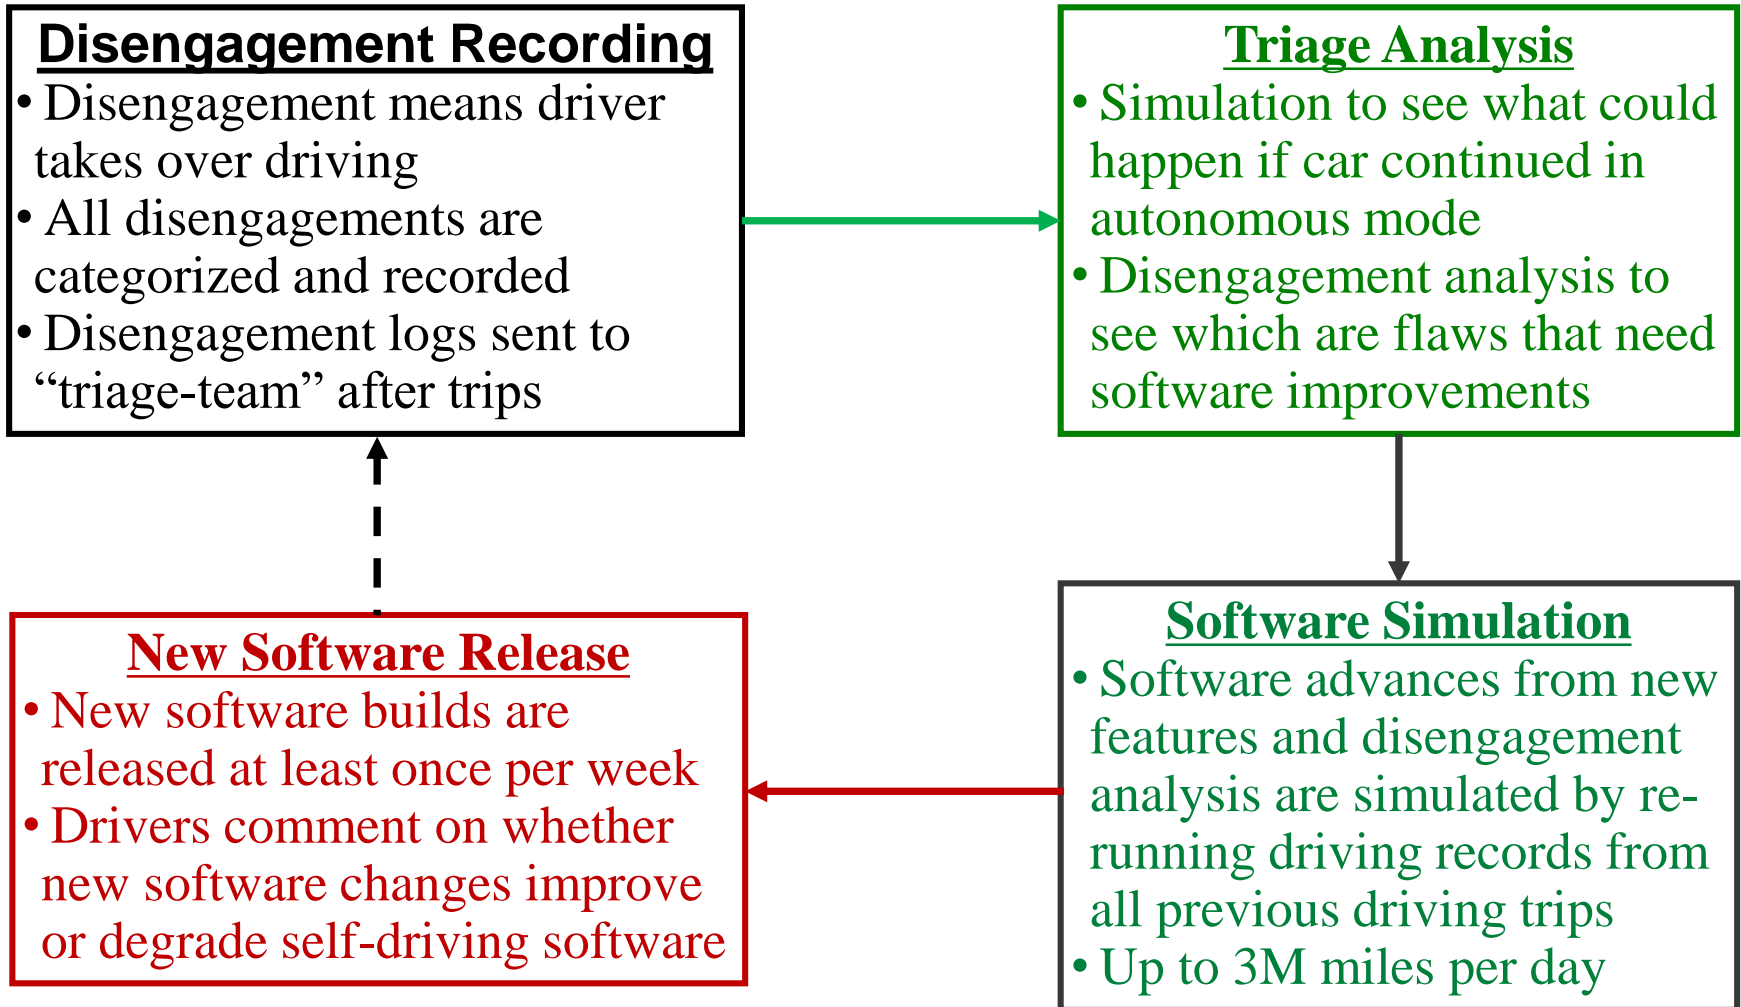 Disengagement Recording
• Disengagement means driver
takes over driving
• All disengagements are
categorized and recorded
• Disengagement logs sent to
“triage-team” after trips
Triage Analysis
• Simulation to see what could
happen if car continued in
autonomous mode
• Disengagement analysis to
see which are flaws that need
software improvements
New Software Release
• New software builds are
released at least once per week
• Drivers comment on whether
new software changes improve
or degrade self-driving software
Software Simulation
• Software advances from new
features and disengagement
analysis are simulated by re-
running driving records from
all previous driving trips
• Up to 3M miles per day